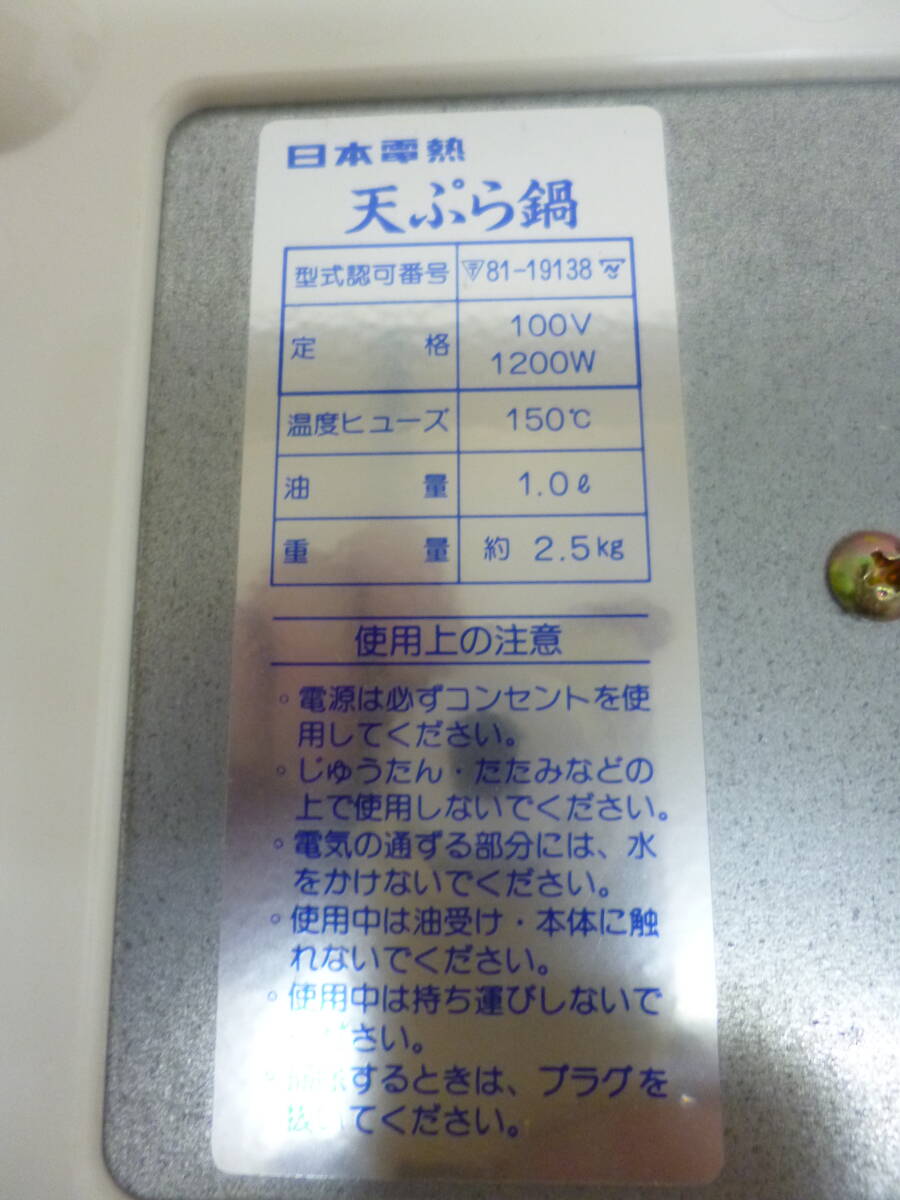 日本電熱
天ぷら鍋
型式認可番号 81-19138
定格 100V
1200W
温度ヒューズ 150℃
油量 1.0ℓ
重量 約 2.5kg
使用上の注意
◦電源は必ずコンセントを使
用してください。
◦じゅうたん・たたみなどの
上で使用しないでください。
◦電気の通ずる部分には、水
をかけないでください。
◦使用中は油受け・本体に触
れないでください。
◦使用中は持ち運びしないで
ださい。
するときは、プラグを
抜いてください。